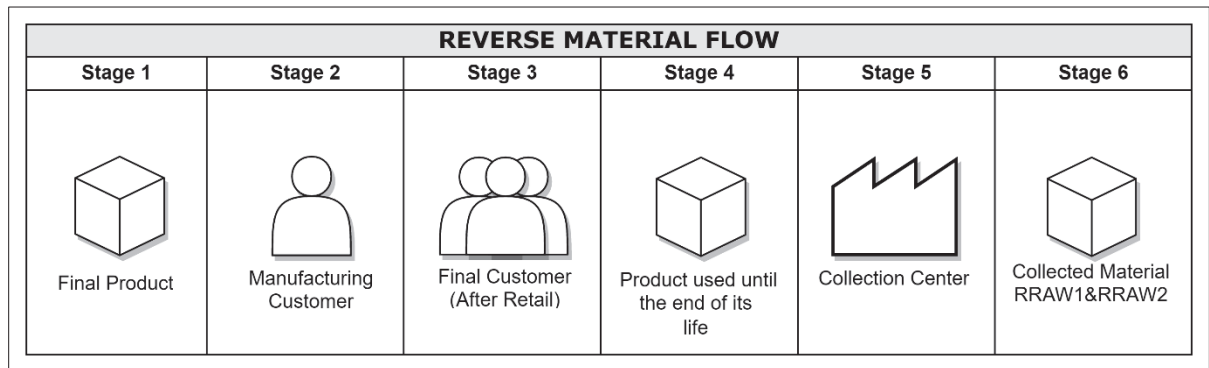 REVERSE MATERIAL FLOW
Stage 1
Stage 2
Stage 3
Stage 4
Stage 5
Stage 6
Final Product
Manufacturing
Customer
Final Customer
(After Retail)
Product used until
the end of its
life
Collection Center
Collected Material
RRAW1&RRAW2